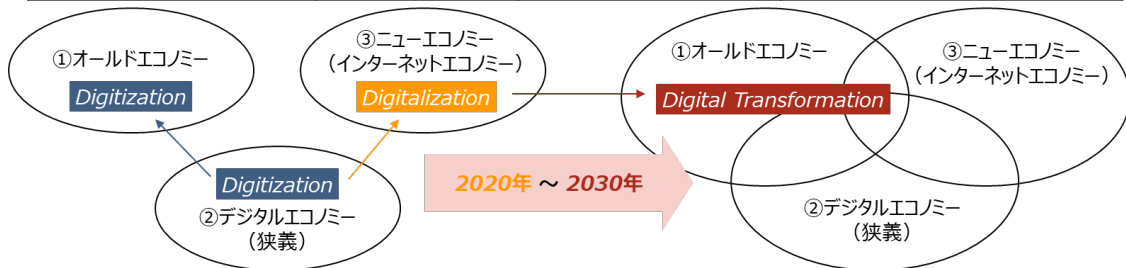 ①オールドエコノミー
Digitization
③ニューエコノミー
（インターネットエコノミー）
Digitalization
Digitization
②デジタルエコノミー
（狭義）
2020年 ～ 2030年
①オールドエコノミー
Digital Transformation
③ニューエコノミー
（インターネットエコノミー）
②デジタルエコノミー
（狭義）